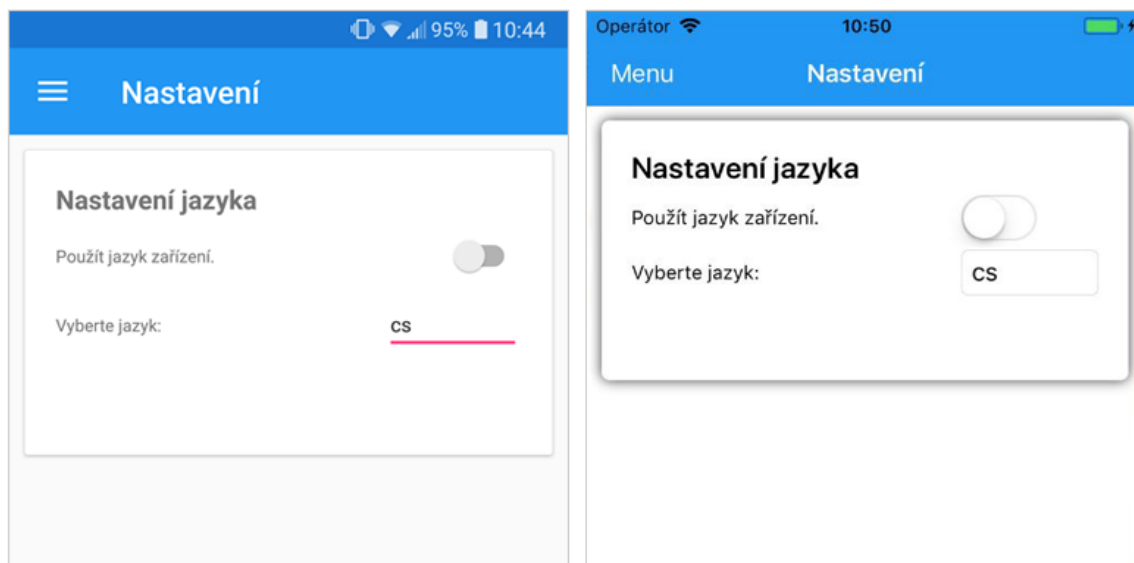 95% 10:44
Nastavení
Nastavení jazyka
Použít jazyk zařízení.
Vyberte jazyk:
cs
Operátor 10:50
Menu Nastavení
Nastavení jazyka
Použít jazyk zařízení.
Vyberte jazyk:
cs